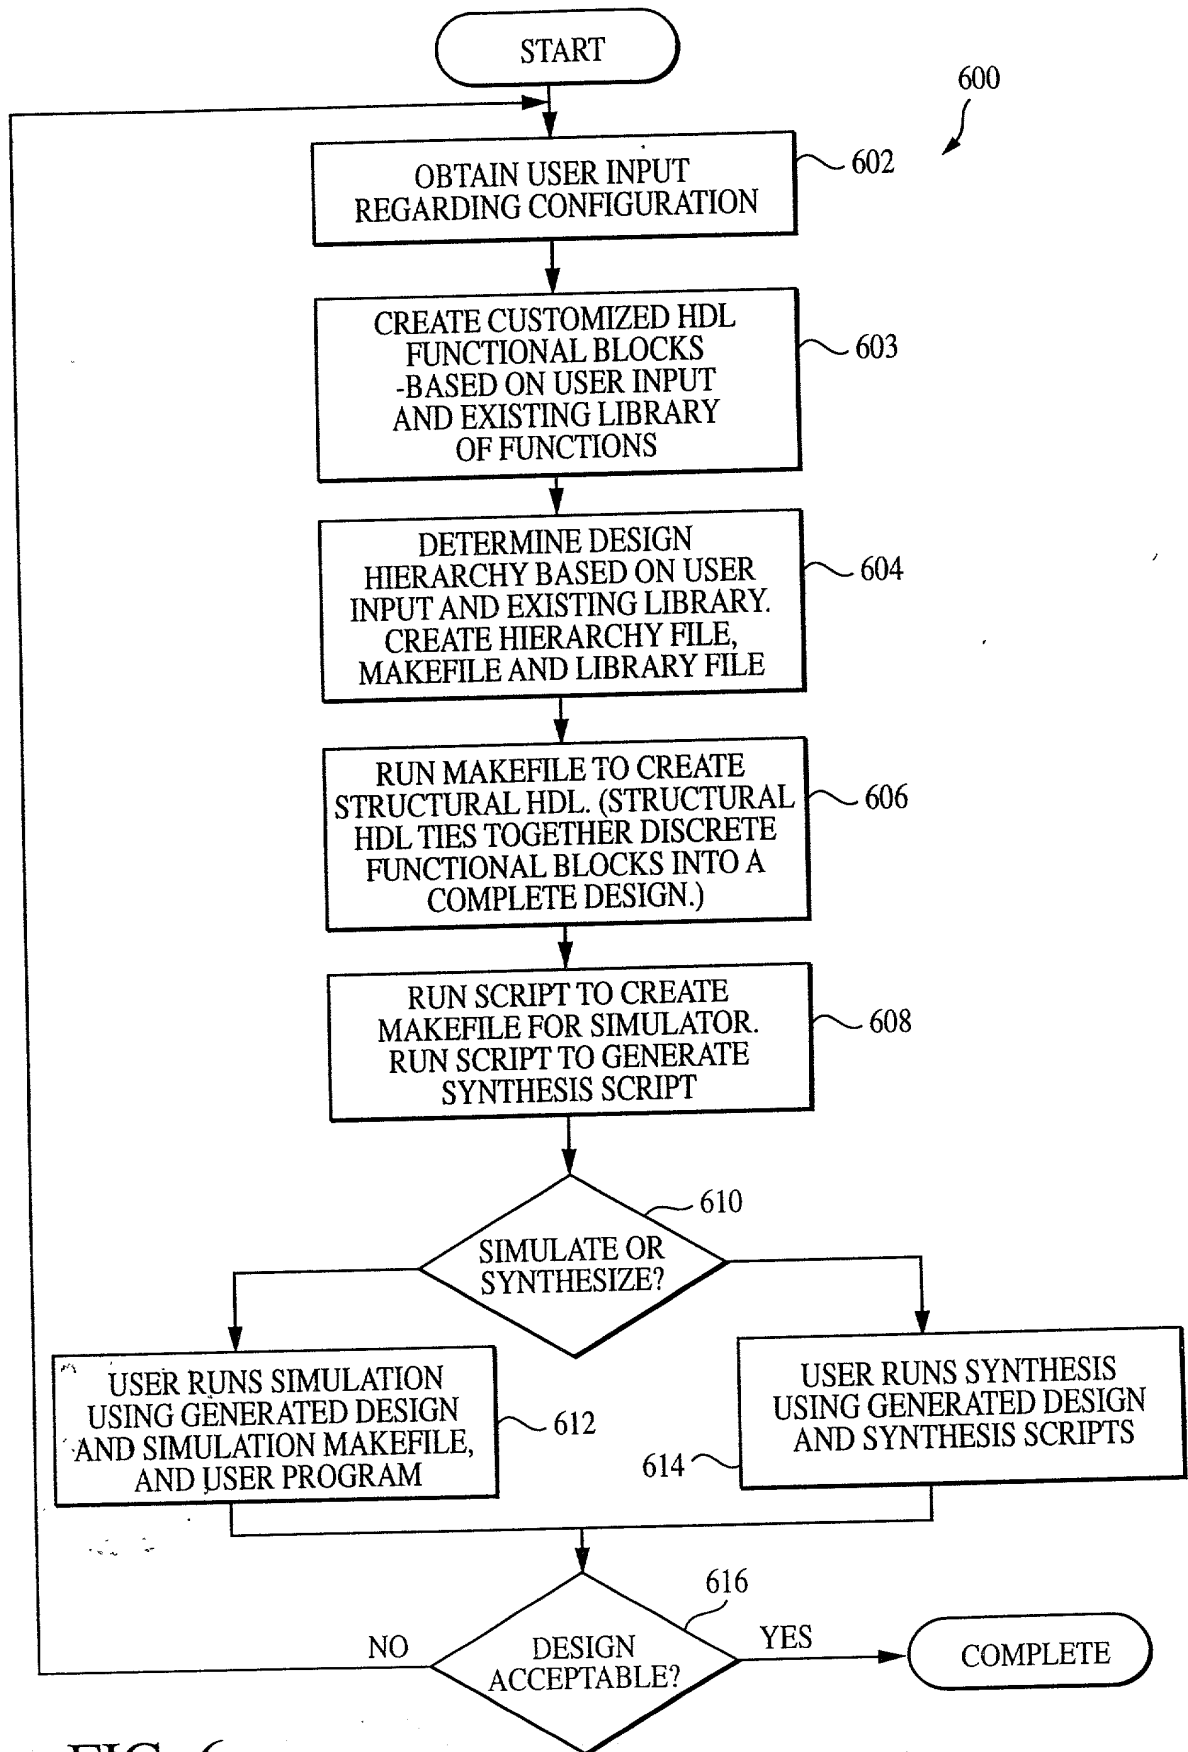 START
600
OBTAIN USER INPUT
REGARDING CONFIGURATION
602
CREATE CUSTOMIZED HDL
FUNCTIONAL BLOCKS
-BASED ON USER INPUT
AND EXISTING LIBRARY
OF FUNCTIONS
603
DETERMINE DESIGN
HIERARCHY BASED ON USER
INPUT AND EXISTING LIBRARY.
CREATE HIERARCHY FILE,
MAKEFILE AND LIBRARY FILE
604
RUN MAKEFILE TO CREATE
STRUCTURAL HDL. (STRUCTURAL
HDL TIES TOGETHER DISCRETE
FUNCTIONAL BLOCKS INTO A
COMPLETE DESIGN.)
606
RUN SCRIPT TO CREATE
MAKEFILE FOR SIMULATOR.
RUN SCRIPT TO GENERATE
SYNTHESIS SCRIPT
608
610
SIMULATE OR
SYNTHESIZE?
USER RUNS SIMULATION
USING GENERATED DESIGN
AND SIMULATION MAKEFILE,
AND USER PROGRAM
612
USER RUNS SYNTHESIS
USING GENERATED DESIGN
AND SYNTHESIS SCRIPTS
614
616
NO
DESIGN
ACCEPTABLE?
YES
COMPLETE
FIG. 6